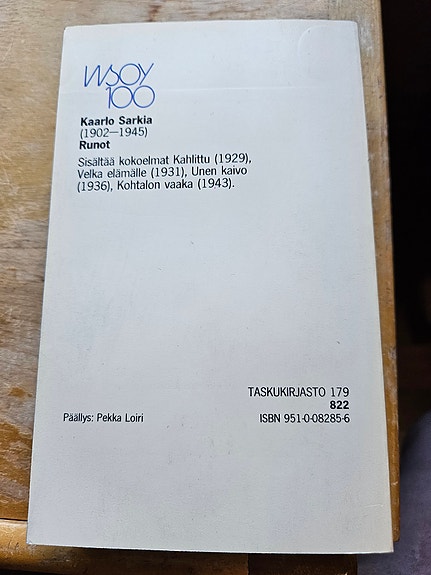 WSOY
100
Kaarlo Sarkia
(1902—1945)
Runot
Sisältää kokoelmat Kahlittu (1929),
Velka elämälle (1931), Unen kaivo
(1936), Kohtalon vaaka (1943).
TASKUKIRJASTO 179
822
Päällys: Pekka Loiri
ISBN 951-0-08285-6